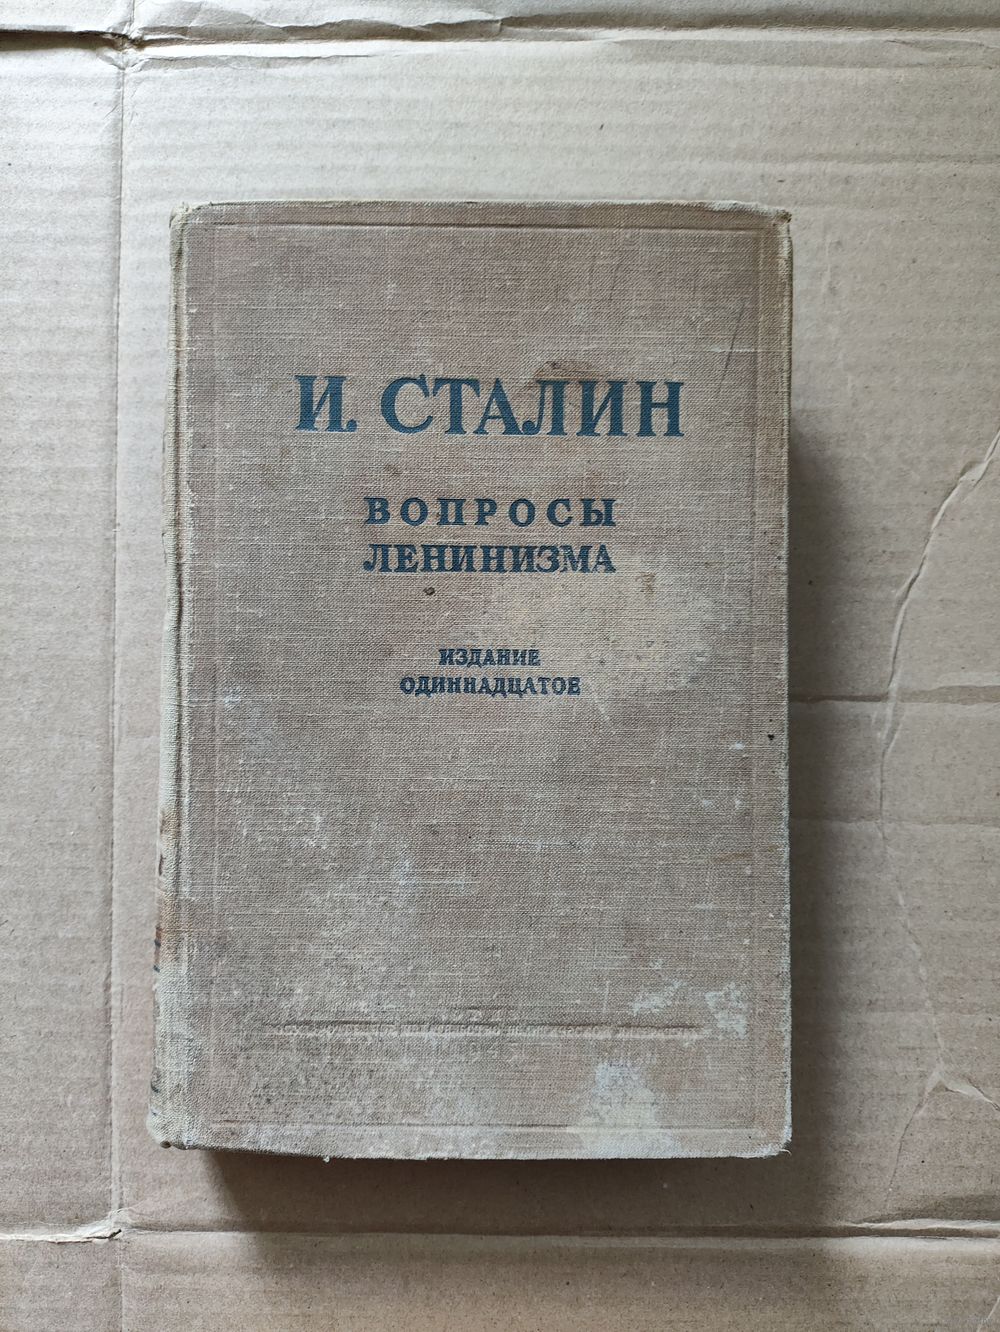 И. СТАЛИН
ВОПРОСЫ
ЛЕНИНИЗМА
ИЗДАНИЕ
ОДИННАДЦАТОЕ